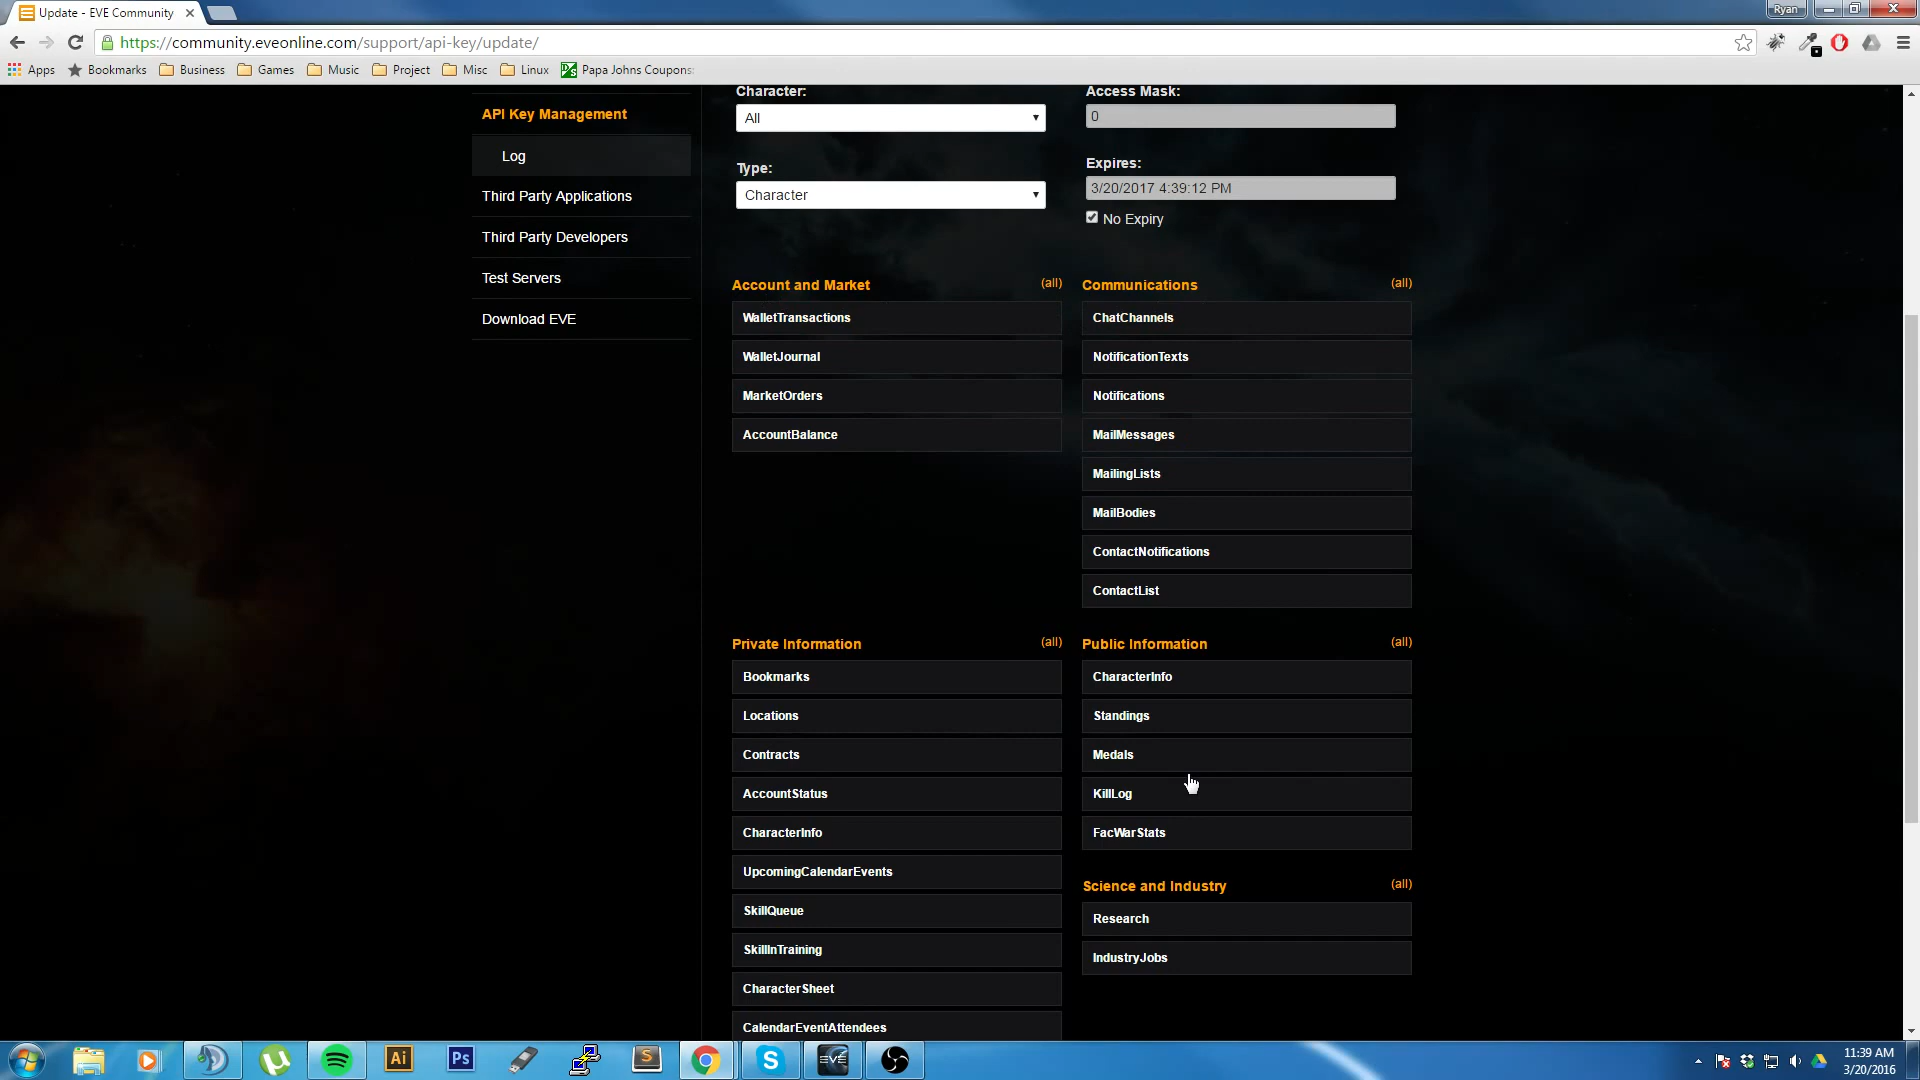 Update - EVE Community
Ryan
https://community.eveonline.com/support/api-key/update/
Apps Bookmarks Business Games Music Project Misc Linux Papa Johns Coupons:
API Key Management
Log
Third Party Applications
Third Party Developers
Test Servers
Download EVE
Character:
All
Type:
Character
Access Mask:
0
Expires:
3/20/2017 4:39:12 PM
No Expiry
Account and Market (all)
WalletTransactions
WalletJournal
MarketOrders
AccountBalance
Communications (all)
ChatChannels
NotificationTexts
Notifications
MailMessages
MailingLists
MailBodies
ContactNotifications
ContactList
Private Information (all)
Bookmarks
Locations
Contracts
AccountStatus
CharacterInfo
UpcomingCalendarEvents
SkillQueue
SkillInTraining
CharacterSheet
CalendarEventAttendees
Public Information (all)
CharacterInfo
Standings
Medals
KillLog
FacWarStats
Science and Industry (all)
Research
IndustryJobs
Ai
Ps
S
S
EVE
11:39 AM
3/20/2016